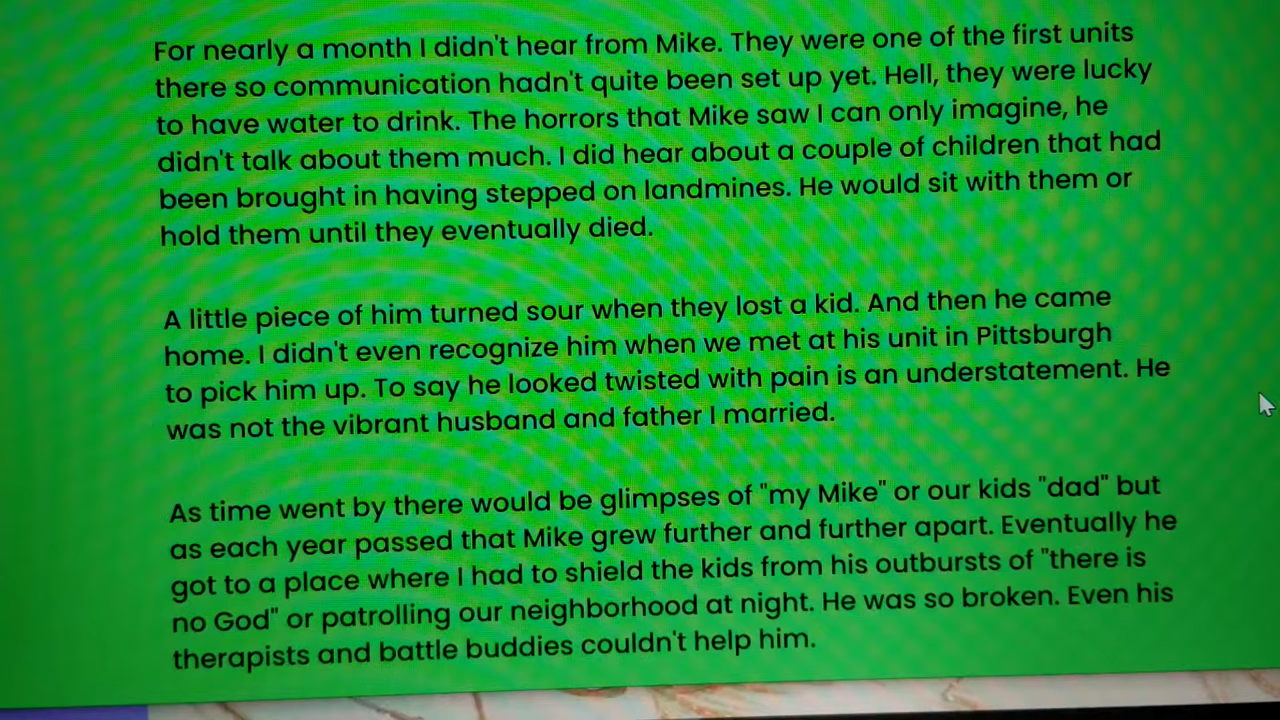 For nearly a month I didn't hear from Mike. They were one of the first units
there so communication hadn't quite been set up yet. Hell, they were lucky
to have water to drink. The horrors that Mike saw I can only imagine, he
didn't talk about them much. I did hear about a couple of children that had
been brought in having stepped on landmines. He would sit with them or
hold them until they eventually died.
A little piece of him turned sour when they lost a kid. And then he came
home. I didn't even recognize him when we met at his unit in Pittsburgh
to pick him up. To say he looked twisted with pain is an understatement. He
was not the vibrant husband and father I married.
As time went by there would be glimpses of "my Mike" or our kids "dad" but
as each year passed that Mike grew further and further apart. Eventually he
got to a place where I had to shield the kids from his outbursts of "there is
no God" or patrolling our neighborhood at night. He was so broken. Even his
therapists and battle buddies couldn't help him.